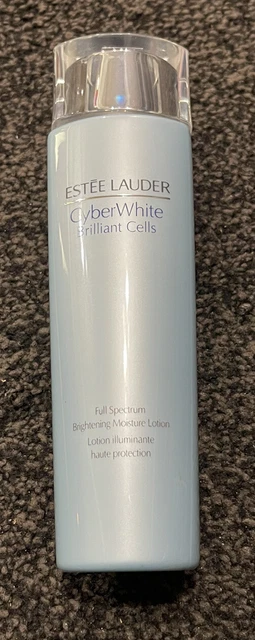 ESTĒE LAUDER
CyberWhite
Brilliant Cells
Full Spectrum
Brightening Moisture Lotion
Lotion illuminante
haute protection